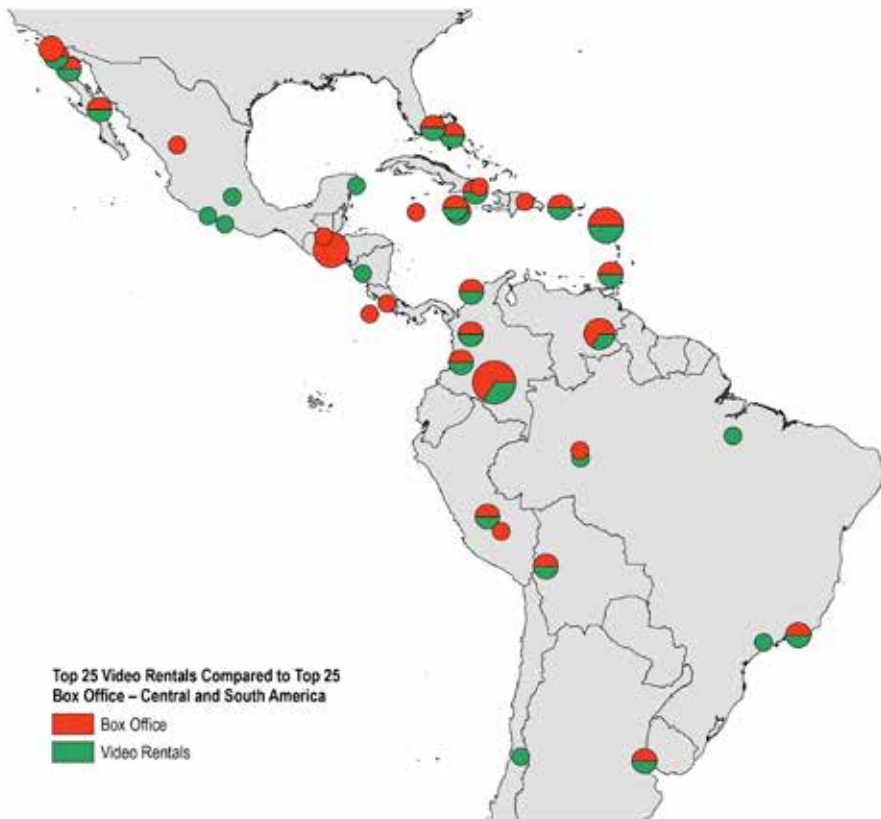 Top 25 Video Rentals Compared to Top 25
Box Office – Central and South America
Box Office
Video Rentals